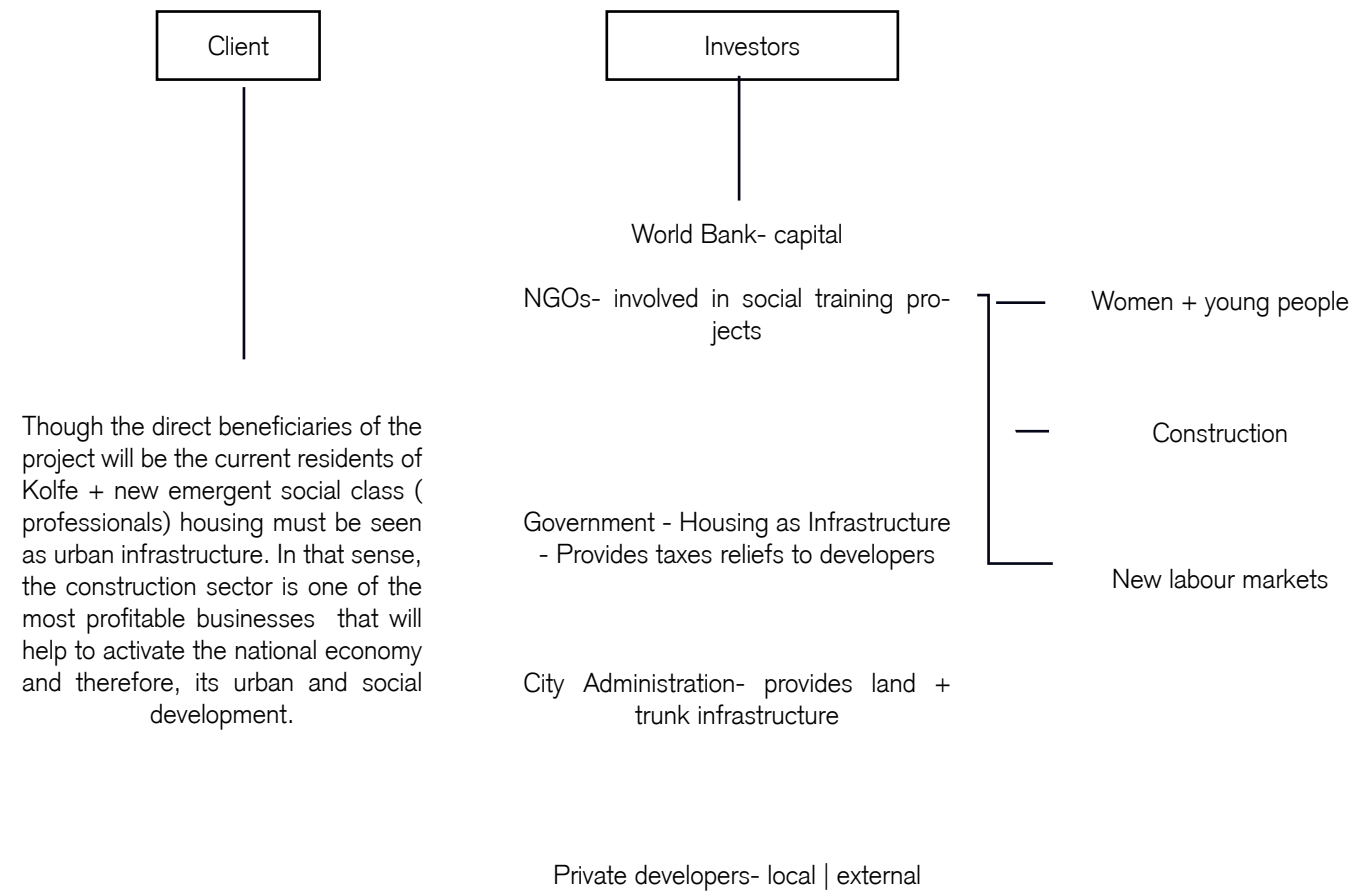 Client
Though the direct beneficiaries of the
project will be the current residents of
Kolfe + new emergent social class (
professionals) housing must be seen
as urban infrastructure. In that sense,
the construction sector is one of the
most profitable businesses that will
help to activate the national economy
and therefore, its urban and social
development.
Investors
World Bank- capital
NGOs- involved in social training pro-
jects
Women + young people
Construction
New labour markets
Government - Housing as Infrastructure
- Provides taxes reliefs to developers
City Administration- provides land +
trunk infrastructure
Private developers- local | external